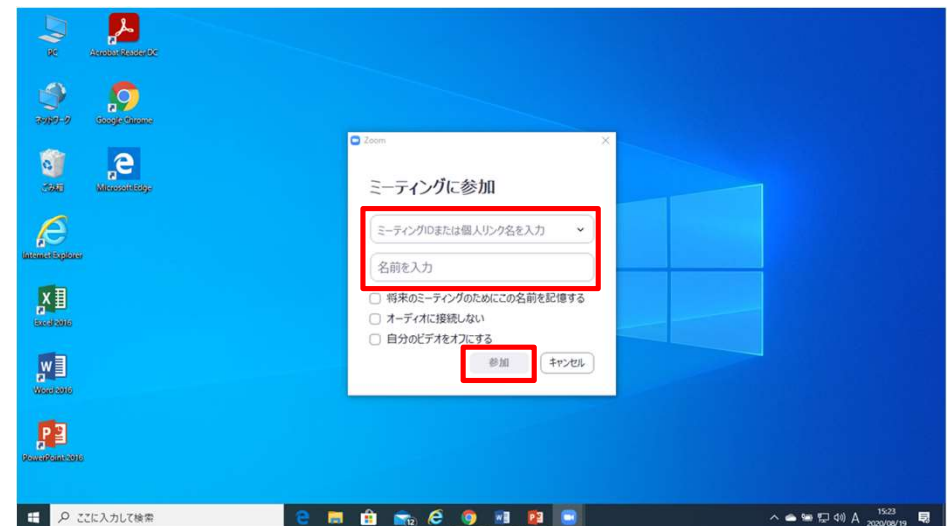 PC
Acrobat Reader DC
ネットワーク
Google Chrome
ごみ箱
Microsoft Edge
Internet Explorer
Excel 2016
Word 2016
PowerPoint 2016
Zoom
ミーティングに参加
ミーティングIDまたは個人リンク名を入力
名前を入力
将来のミーティングのためにこの名前を記憶する
オーディオに接続しない
自分のビデオをオフにする
参加 キャンセル
ここに入力して検索
12
A
15:23
2020/08/19